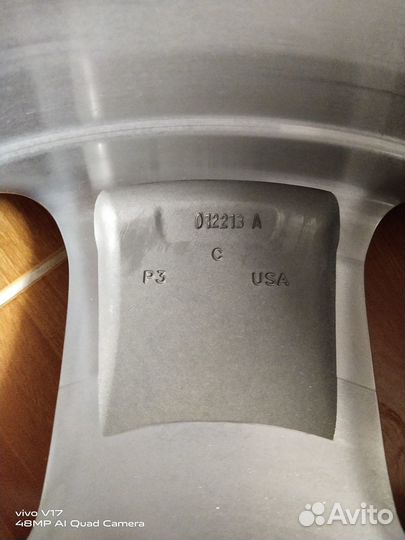 012213 A
C
P3 USA
vivo V17
48MP AI Quad Camera
Avito